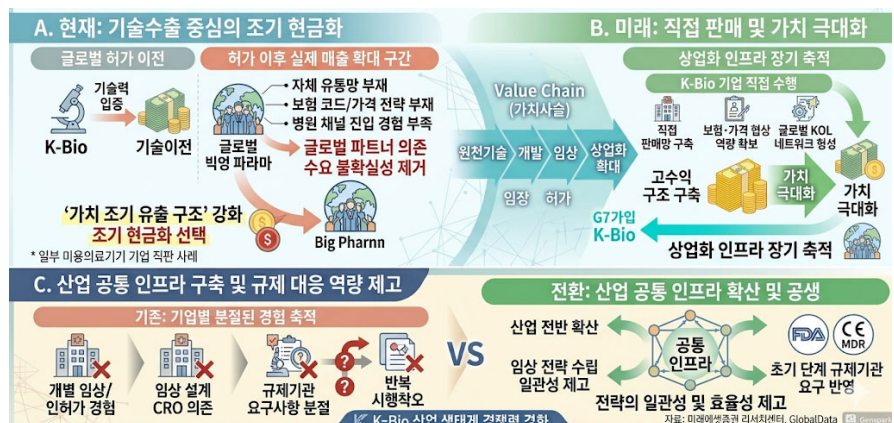 A. 현재: 기술수출 중심의 조기 현금화
글로벌 허가 이전
기술력
입증
K-Bio
기술이전
허가 이후 실제 매출 확대 구간
자체 유통망 부재
보험 코드/가격 전략 부재
병원 채널 진입 경험 부족
글로벌
빅영 파라마
글로벌 파트너 의존
수요 불확실성 제거
'가치 조기 유출 구조' 강화
조기 현금화 선택
Big Pharnn
* 일부 미용의료기기 기업 직판 사례
Value Chain
(가치사슬)
원천기술
개발
임상
상업화
확대
임장
허가
B. 미래: 직접 판매 및 가치 극대화
상업화 인프라 장기 축적
K-Bio 기업 직접 수행
직접
판매망 구축
보험·가격 협상
역량 확보
글로벌 KOL
네트워크 형성
고수익
구조 구축
가치
극대화
가치
극대화
G7가입
K-Bio
상업화 인프라 장기 축적
C. 산업 공통 인프라 구축 및 규제 대응 역량 제고
기존: 기업별 분절된 경험 축적
개별 임상/
인허가 경험
임상 설계
CRO 의존
규제기관
요구사항 분절
?
?
반복
시행착오
VS
전환: 산업 공통 인프라 확산 및 공생
산업 전반 확산
임상 전략 수립
일관성 제고
공통
인프라
FDA
CE
MDR
초기 단계 규제기관
요구 반영
전략의 일관성 및 효율성 제고
K-Bio 산업 생태계 경쟁력 강화
자료: 미래에셋증권 리서치센터, GlobalData
Genspark